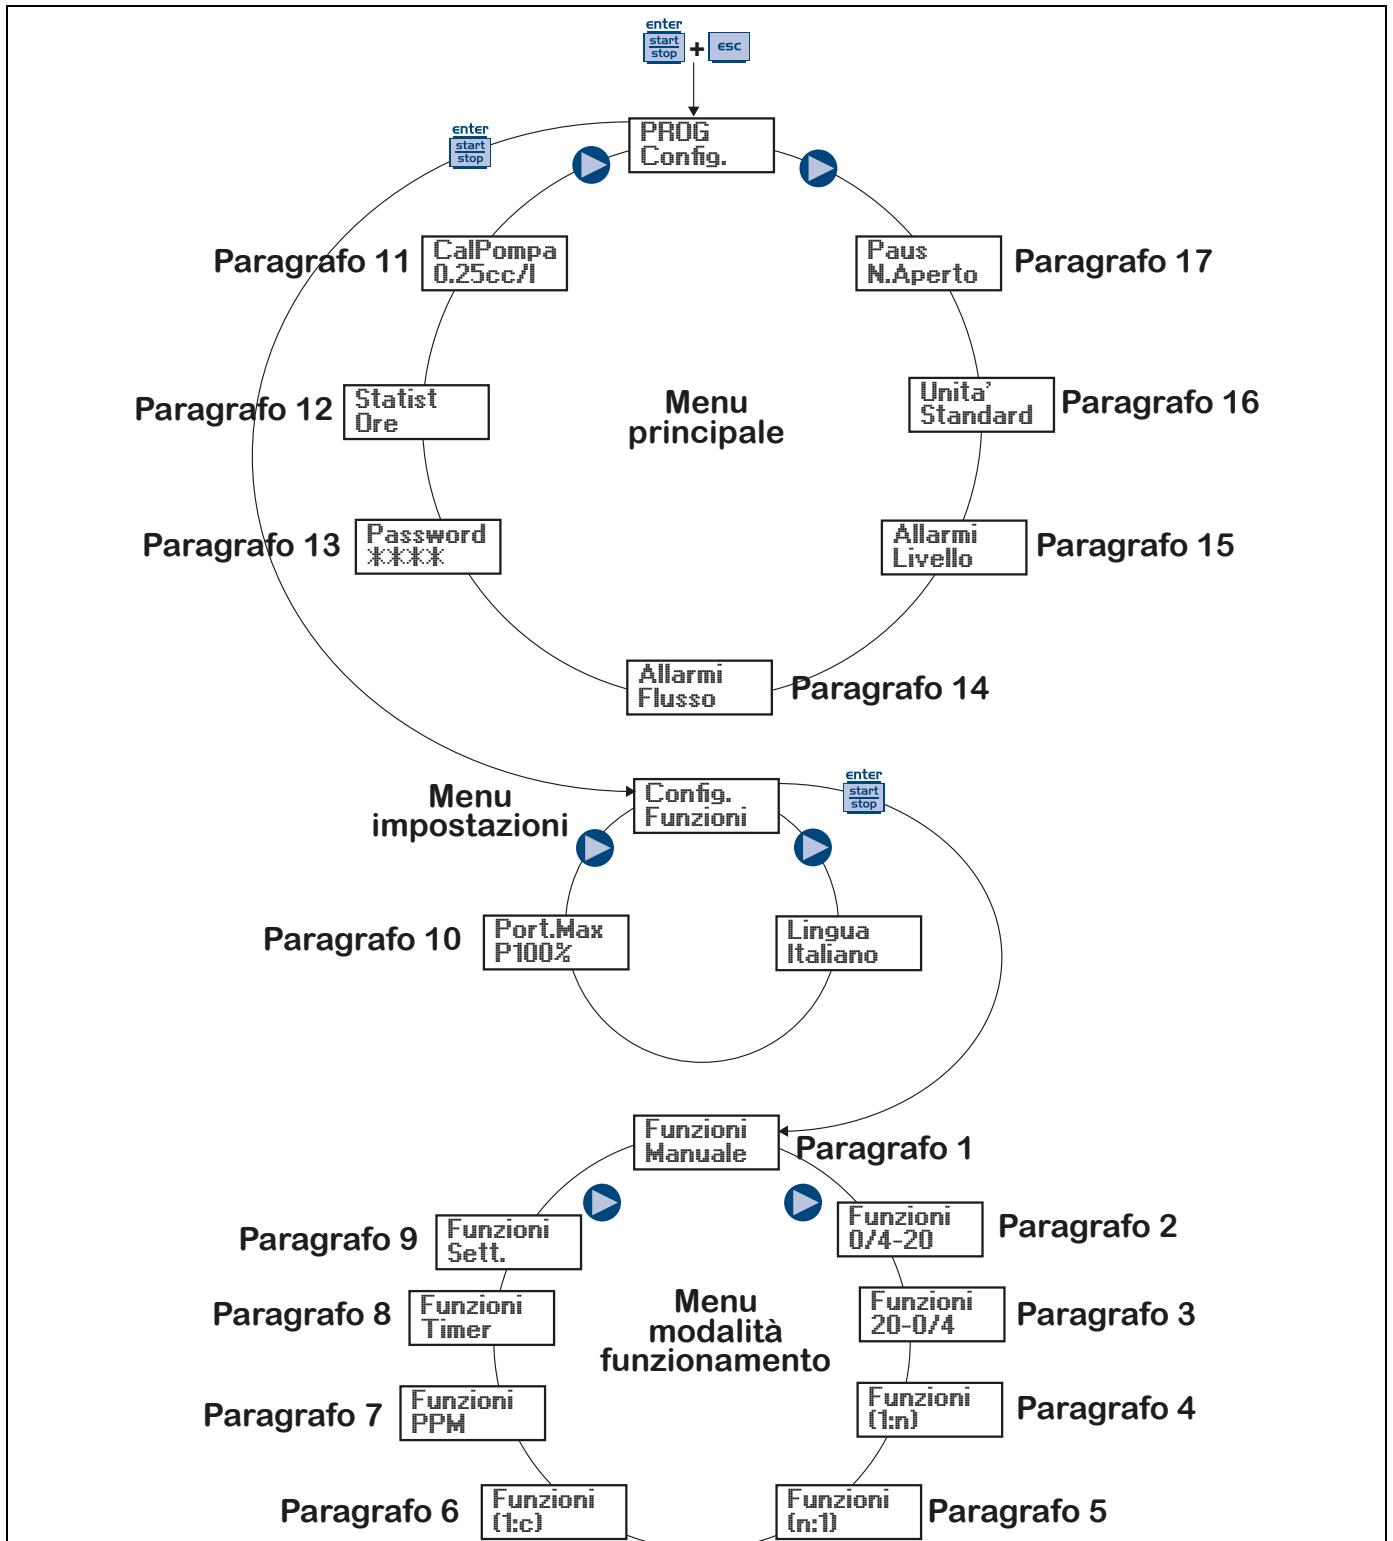 enter
start
stop
+
esc
PROG
Config.
enter
start
stop
Paragrafo 11
CalPompa
0.25cc/l
Paus
N.Aperto
Paragrafo 17
Paragrafo 12
Statist
Ore
Menu
principale
Unita'
Standard
Paragrafo 16
Paragrafo 13
Password
****
Allarmi
Livello
Paragrafo 15
Allarmi
Flusso
Paragrafo 14
Menu
impostazioni
Config.
Funzioni
enter
start
stop
Paragrafo 10
Port.Max
P100%
Lingua
Italiano
Funzioni
Manuale
Paragrafo 1
Paragrafo 9
Funzioni
Sett.
Funzioni
0/4-20
Paragrafo 2
Paragrafo 8
Funzioni
Timer
Menu
modalità
funzionamento
Funzioni
20-0/4
Paragrafo 3
Paragrafo 7
Funzioni
PPM
Funzioni
(1:n)
Paragrafo 4
Paragrafo 6
Funzioni
(1:c)
Funzioni
(n:1)
Paragrafo 5